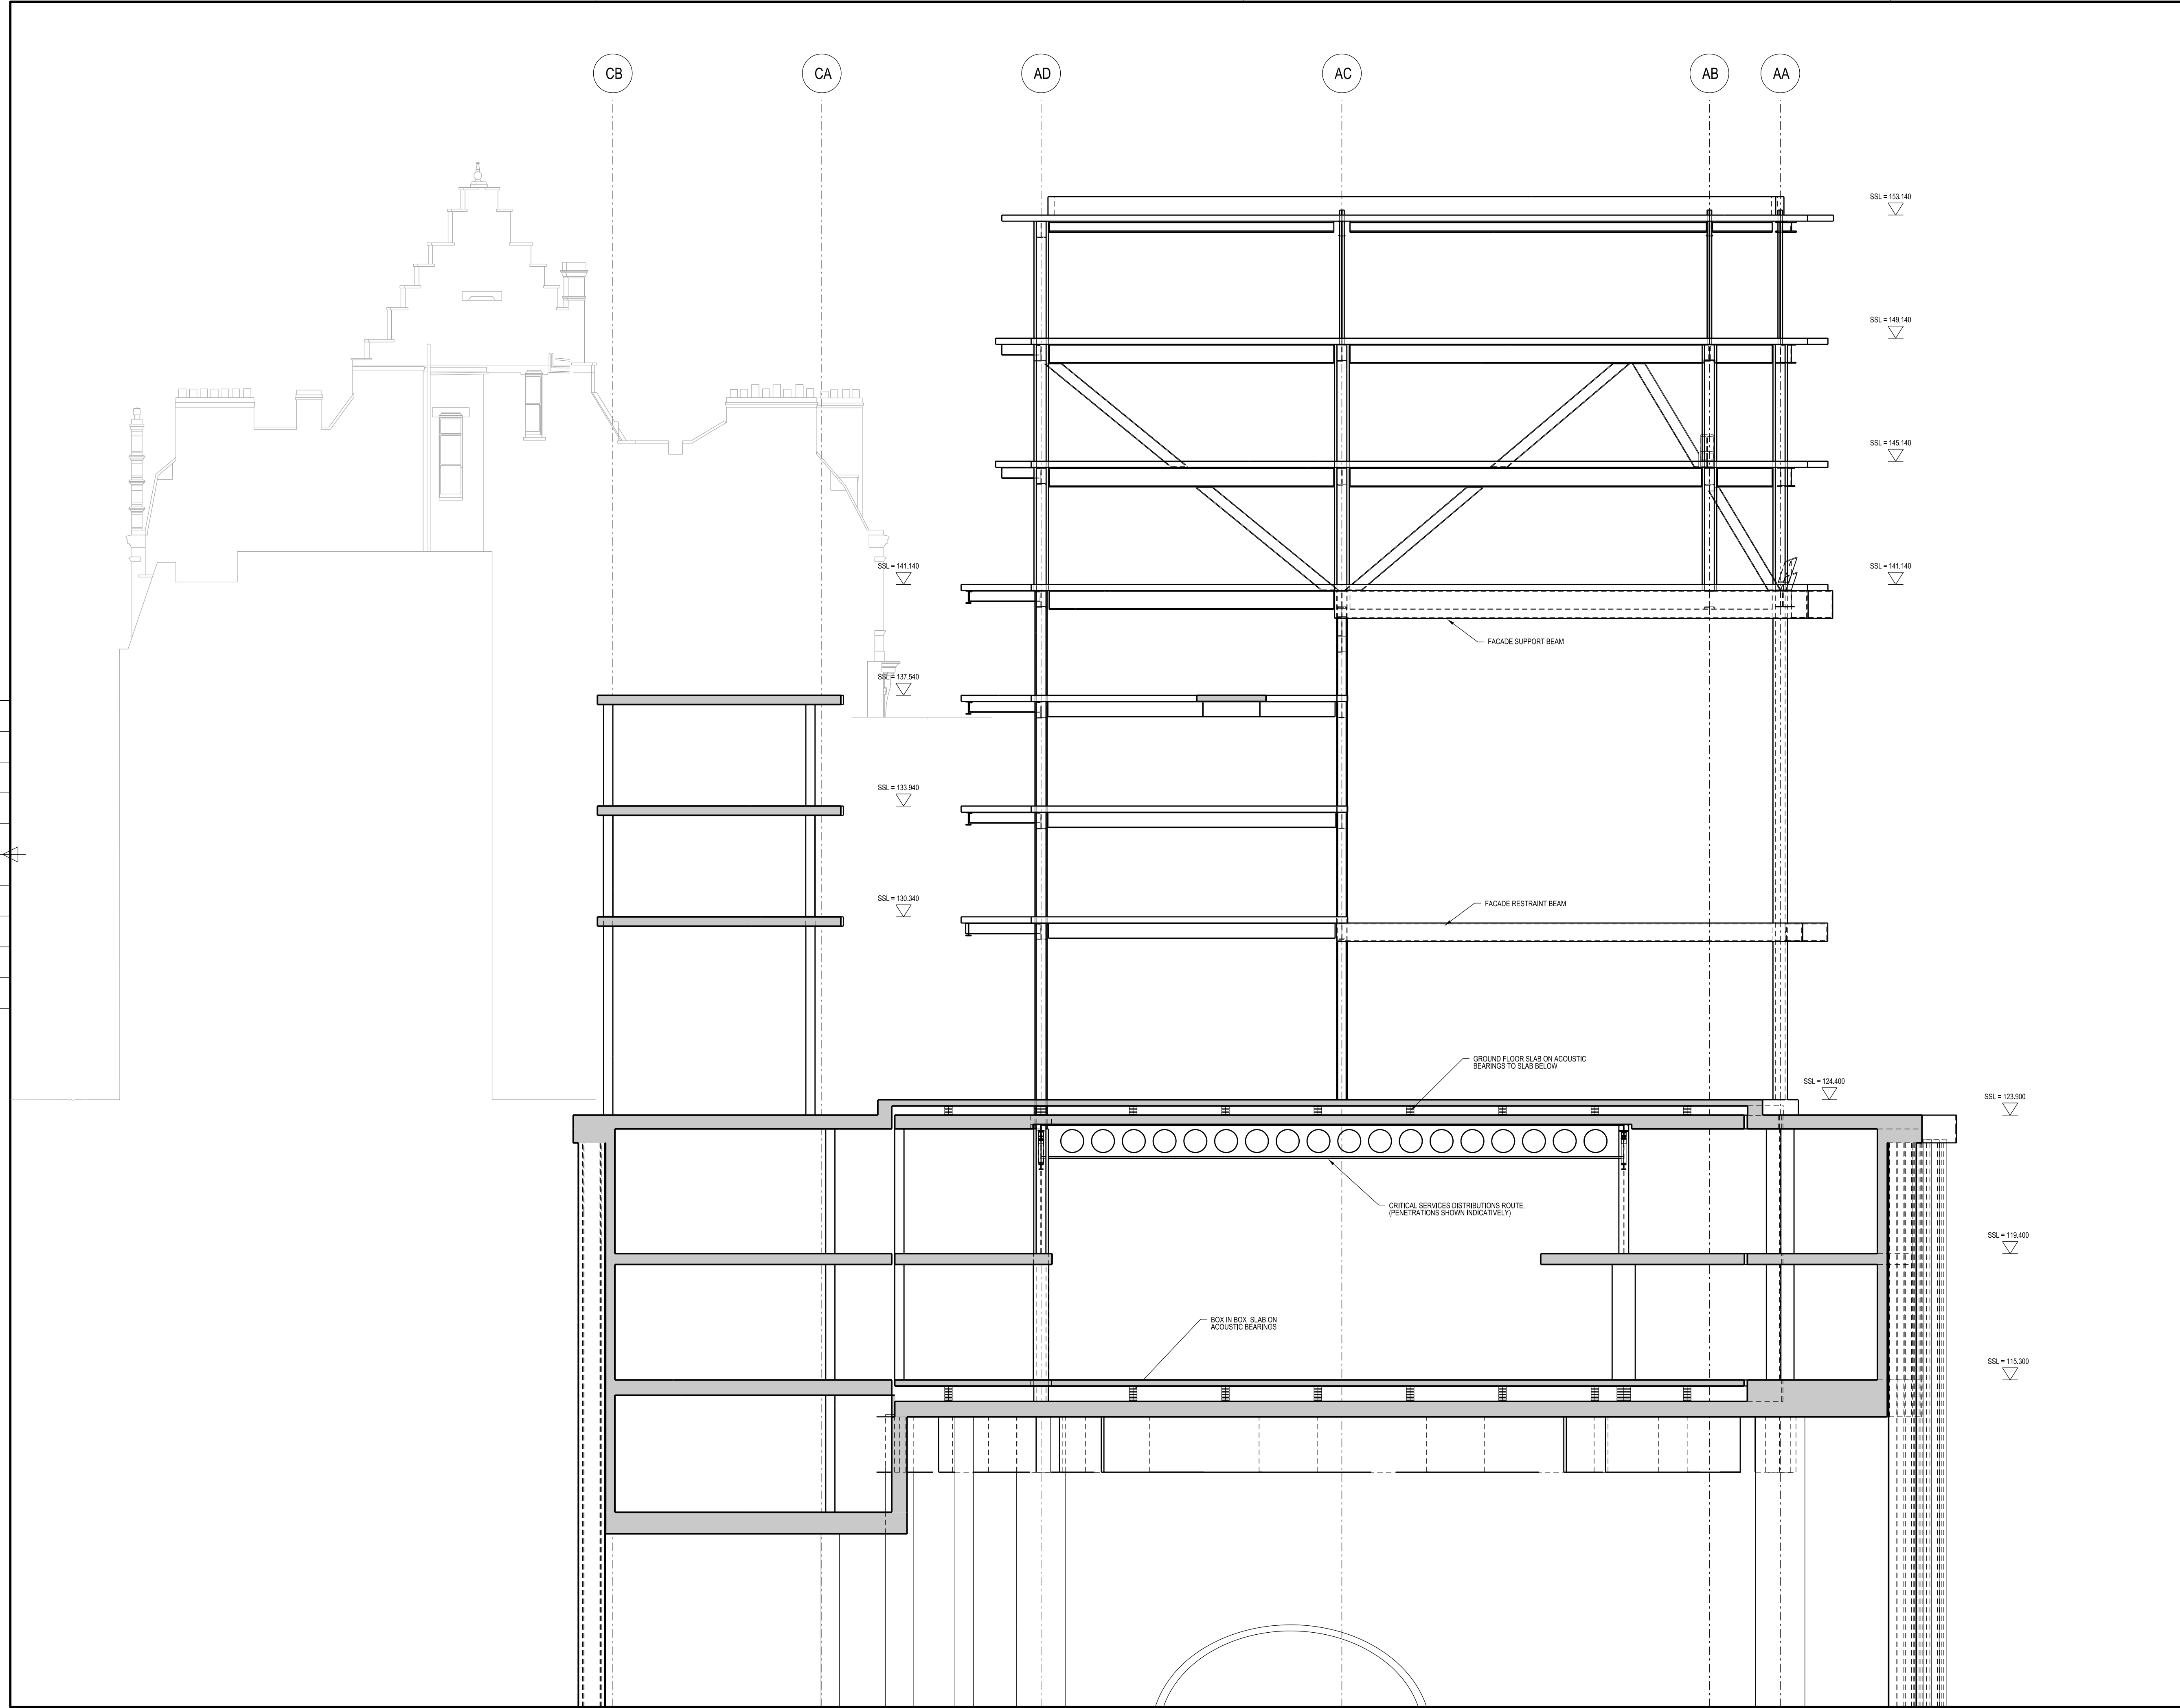 CB
CA
AD
AC
AB
AA
SSL = 153.140
SSL = 149.140
SSL = 145.140
SSL = 141.140
SSL = 141.140
FACADE SUPPORT BEAM
SSL = 137.540
SSL = 133.940
SSL = 130.340
FACADE RESTRAINT BEAM
GROUND FLOOR SLAB ON ACOUSTIC
BEARINGS TO SLAB BELOW
SSL = 124.400
SSL = 123.900
CRITICAL SERVICES DISTRIBUTIONS ROUTE.
(PENETRATIONS SHOWN INDICATIVELY)
SSL = 119.400
BOX IN BOX SLAB ON
ACOUSTIC BEARINGS
SSL = 115.300